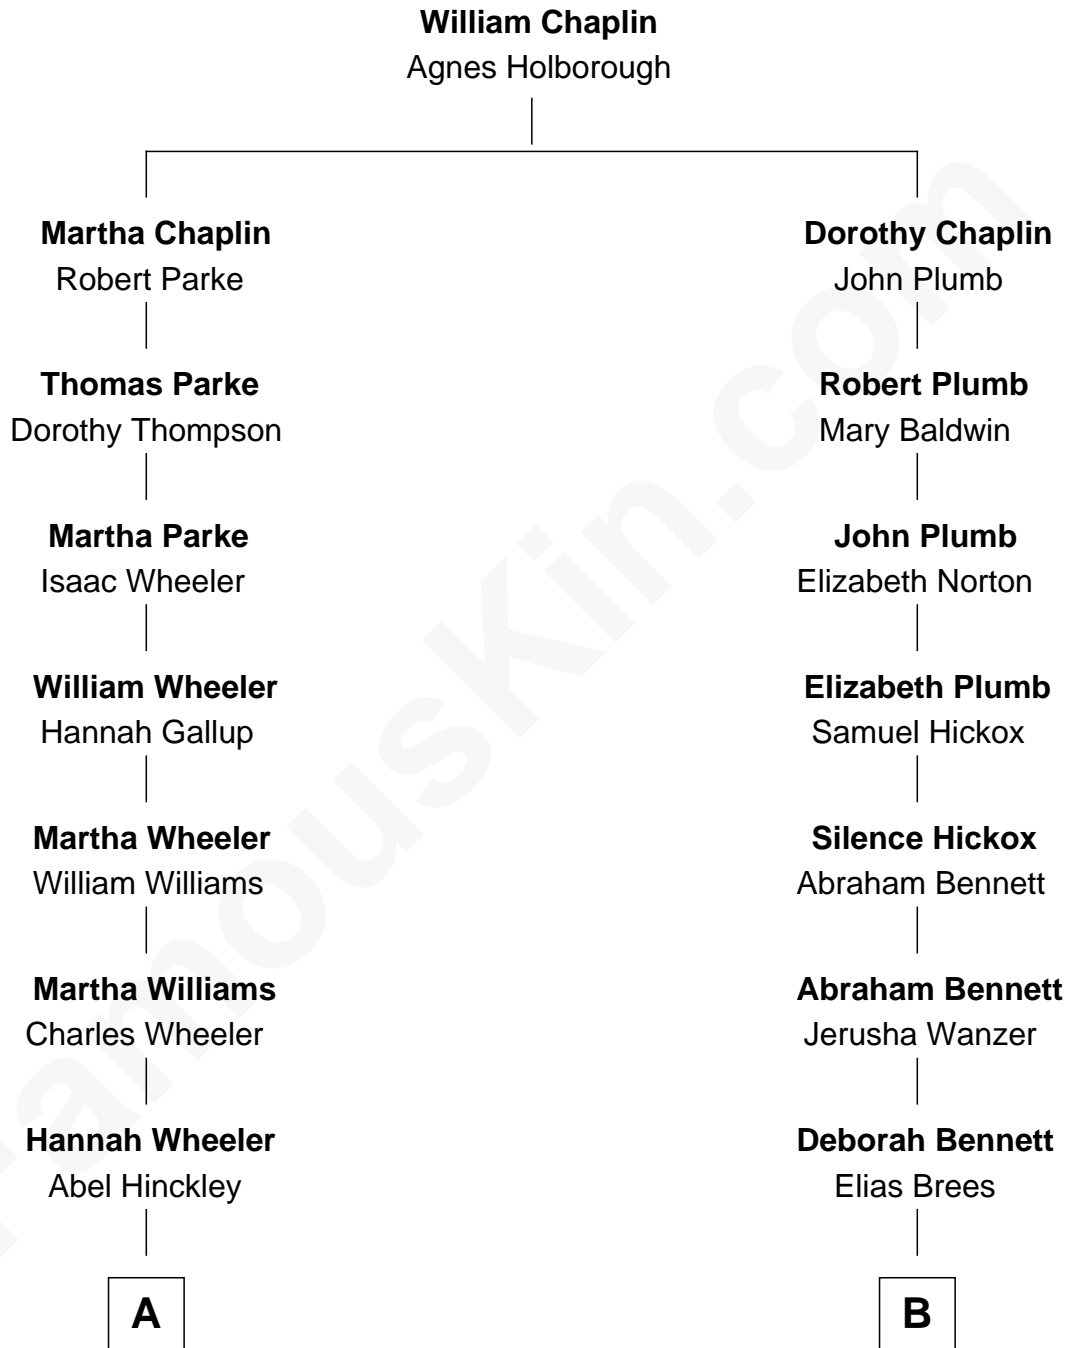 William Chaplin
Agnes Holborough
Martha Chaplin
Robert Parke
Dorothy Chaplin
John Plumb
Thomas Parke
Dorothy Thompson
Robert Plumb
Mary Baldwin
Martha Parke
Isaac Wheeler
John Plumb
Elizabeth Norton
William Wheeler
Hannah Gallup
Elizabeth Plumb
Samuel Hickox
Martha Wheeler
William Williams
Silence Hickox
Abraham Bennett
Martha Williams
Charles Wheeler
Abraham Bennett
Jerusha Wanzer
Hannah Wheeler
Abel Hinckley
Deborah Bennett
Elias Brees
A
B
FamousKin.com